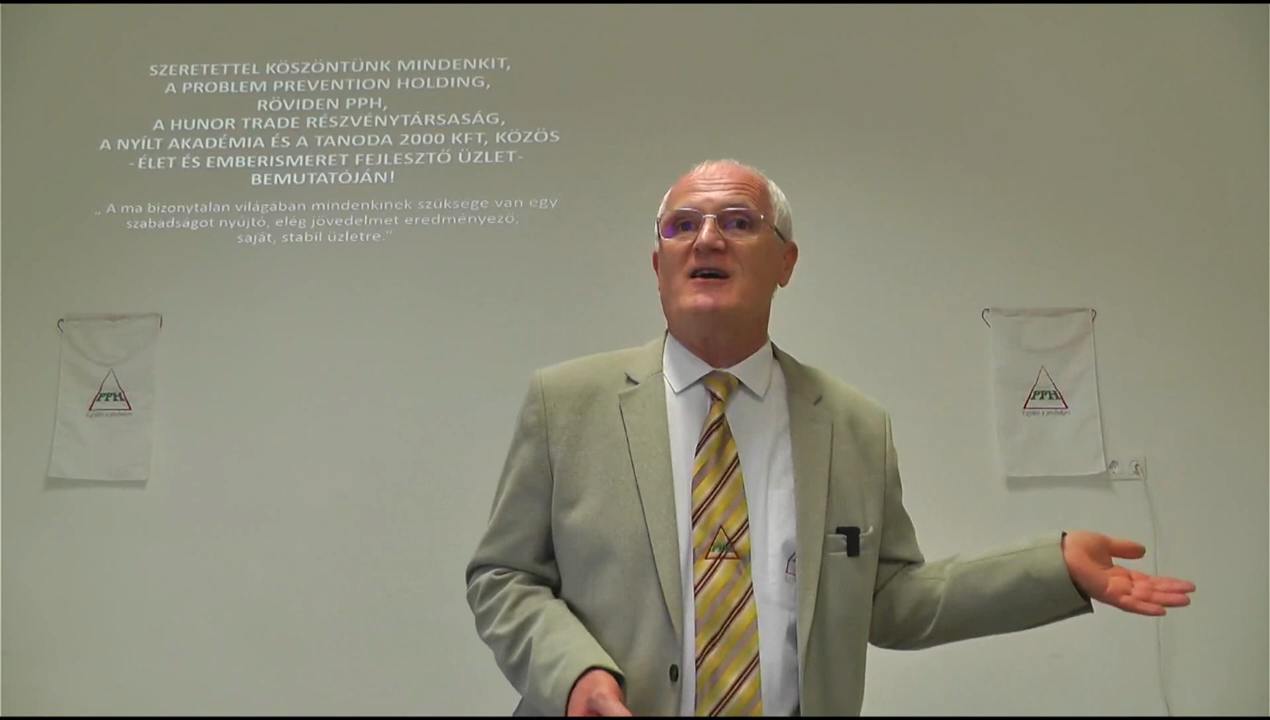 SZERETETTEL KÖSZÖNTÜNK MINDENKIT,
A PROBLEM PREVENTION HOLDING,
RÖVIDEN PPH,
A HUNOR TRADE RÉSZVÉNYTÁRSASÁG,
A NYÍLT AKADÉMIA ÉS A TANODA 2000 KFT, KÖZÖS
-ÉLET ÉS EMBERISMERET FEJLESZTŐ ÜZLET-
BEMUTATÓJÁN!
„ A ma bizonytalan világában mindenkinek szüksége van egy
szabadságot nyújtó, elég jövedelmet eredményező,
saját, stabil üzletre.”
PPH
PPH
PPH